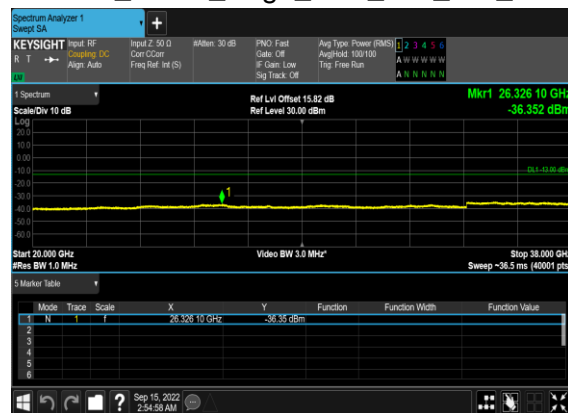 Spectrum Analyzer 1
Swept SA
KEYSIGHT
R T
Input: RF
Coupling: DC
Align: Auto
Input Z: 50 Ω
Corr CCorr
Freq Ref: Int (S)
#Atten: 30 dB
PNO: Fast
Gate: Off
IF Gain: Low
Sig Track: Off
Avg Type: Power (RMS)
Avg|Hold: 100/100
Trig: Free Run
1 2 3 4 5 6
A W W W W W
A N N N N N
1 Spectrum
Scale/Div 10 dB
Log
Ref Lvl Offset 15.82 dB
Ref Level 30.00 dBm
Mkr1 26.326 10 GHz
-36.352 dBm
20.0
10.0
0.00
-10.0
-20.0
-30.0
-40.0
-50.0
-60.0
DL1 -13.00 dBm
1
Start 20.000 GHz
#Res BW 1.0 MHz
Video BW 3.0 MHz*
Stop 38.000 GHz
Sweep ~36.5 ms (40001 pts)
5 Marker Table
Mode Trace Scale X Y Function Function Width Function Value
1 N 1 f 26.326 10 GHz -36.35 dBm
2
3
4
5
6
?
Sep 15, 2022
2:54:58 AM